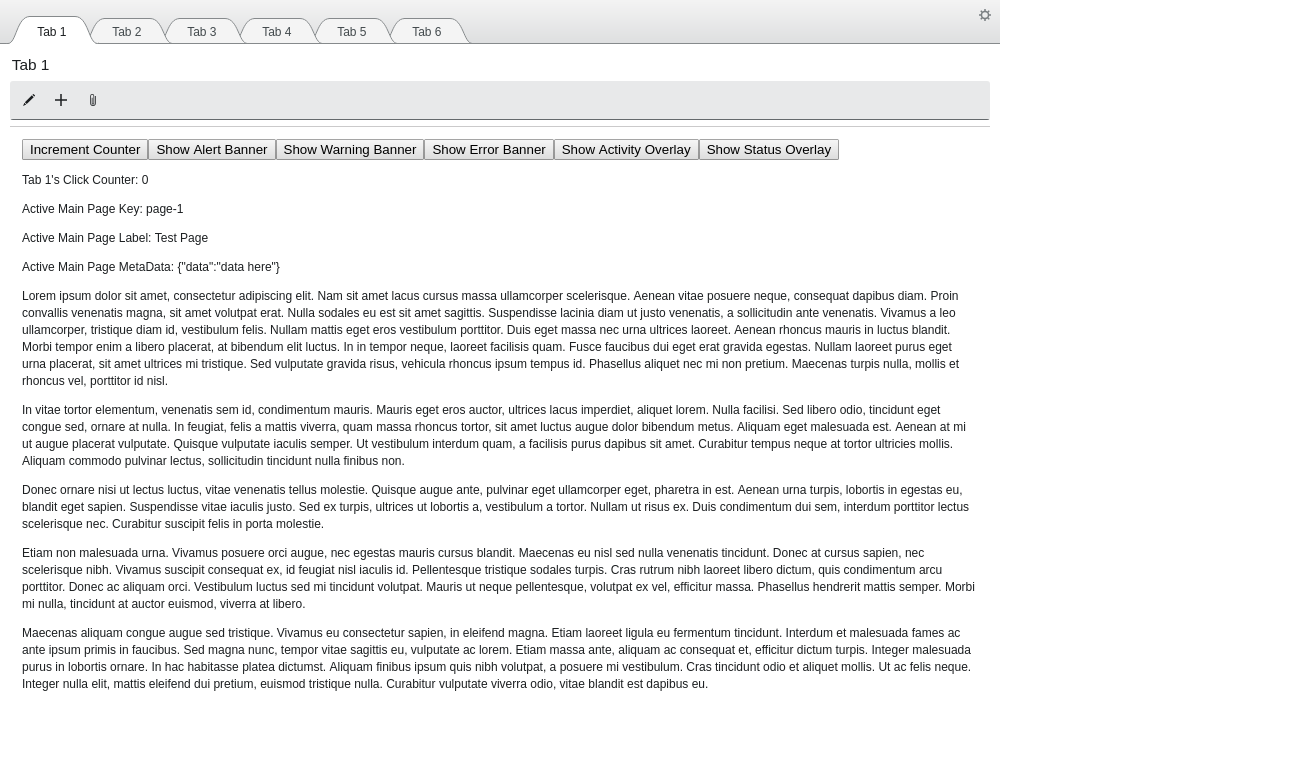 Tab 1
Tab 2
Tab 3
Tab 4
Tab 5
Tab 6
Tab 1
Increment Counter
Show Alert Banner
Show Warning Banner
Show Error Banner
Show Activity Overlay
Show Status Overlay
Tab 1's Click Counter: 0
Active Main Page Key: page-1
Active Main Page Label: Test Page
Active Main Page MetaData: {"data":"data here"}
Lorem ipsum dolor sit amet, consectetur adipiscing elit. Nam sit amet lacus cursus massa ullamcorper scelerisque. Aenean vitae posuere neque, consequat dapibus diam. Proin
convallis venenatis magna, sit amet volutpat erat. Nulla sodales eu est sit amet sagittis. Suspendisse lacinia diam ut justo venenatis, a sollicitudin ante venenatis. Vivamus a leo
ullamcorper, tristique diam id, vestibulum felis. Nullam mattis eget eros vestibulum porttitor. Duis eget massa nec urna ultrices laoreet. Aenean rhoncus mauris in luctus blandit.
Morbi tempor enim a libero placerat, at bibendum elit luctus. In in tempor neque, laoreet facilisis quam. Fusce faucibus dui eget erat gravida egestas. Nullam laoreet purus eget
urna placerat, sit amet ultrices mi tristique. Sed vulputate gravida risus, vehicula rhoncus ipsum tempus id. Phasellus aliquet nec mi non pretium. Maecenas turpis nulla, mollis et
rhoncus vel, porttitor id nisl.
In vitae tortor elementum, venenatis sem id, condimentum mauris. Mauris eget eros auctor, ultrices lacus imperdiet, aliquet lorem. Nulla facilisi. Sed libero odio, tincidunt eget
congue sed, ornare at nulla. In feugiat, felis a mattis viverra, quam massa rhoncus tortor, sit amet luctus augue dolor bibendum metus. Aliquam eget malesuada est. Aenean at mi
ut augue placerat vulputate. Quisque vulputate iaculis semper. Ut vestibulum interdum quam, a facilisis purus dapibus sit amet. Curabitur tempus neque at tortor ultricies mollis.
Aliquam commodo pulvinar lectus, sollicitudin tincidunt nulla finibus non.
Donec ornare nisi ut lectus luctus, vitae venenatis tellus molestie. Quisque augue ante, pulvinar eget ullamcorper eget, pharetra in est. Aenean urna turpis, lobortis in egestas eu,
blandit eget sapien. Suspendisse vitae iaculis justo. Sed ex turpis, ultrices ut lobortis a, vestibulum a tortor. Nullam ut risus ex. Duis condimentum dui sem, interdum porttitor lectus
scelerisque nec. Curabitur suscipit felis in porta molestie.
Etiam non malesuada urna. Vivamus posuere orci augue, nec egestas mauris cursus blandit. Maecenas eu nisl sed nulla venenatis tincidunt. Donec at cursus sapien, nec
scelerisque nibh. Vivamus suscipit consequat ex, id feugiat nisl iaculis id. Pellentesque tristique sodales turpis. Cras rutrum nibh laoreet libero dictum, quis condimentum arcu
porttitor. Donec ac aliquam orci. Vestibulum luctus sed mi tincidunt volutpat. Mauris ut neque pellentesque, volutpat ex vel, efficitur massa. Phasellus hendrerit mattis semper. Morbi
mi nulla, tincidunt at auctor euismod, viverra at libero.
Maecenas aliquam congue augue sed tristique. Vivamus eu consectetur sapien, in eleifend magna. Etiam laoreet ligula eu fermentum tincidunt. Interdum et malesuada fames ac
ante ipsum primis in faucibus. Sed magna nunc, tempor vitae sagittis eu, vulputate ac lorem. Etiam massa ante, aliquam ac consequat et, efficitur dictum turpis. Integer malesuada
purus in lobortis ornare. In hac habitasse platea dictumst. Aliquam finibus ipsum quis nibh volutpat, a posuere mi vestibulum. Cras tincidunt odio et aliquet mollis. Ut ac felis neque.
Integer nulla elit, mattis eleifend dui pretium, euismod tristique nulla. Curabitur vulputate viverra odio, vitae blandit est dapibus eu.